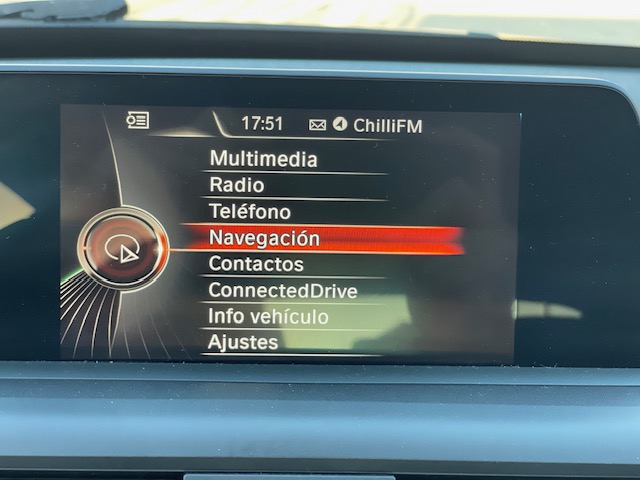 17:51 ChilliFM
Multimedia
Radio
Teléfono
Navegación
Contactos
ConnectedDrive
Info vehículo
Ajustes